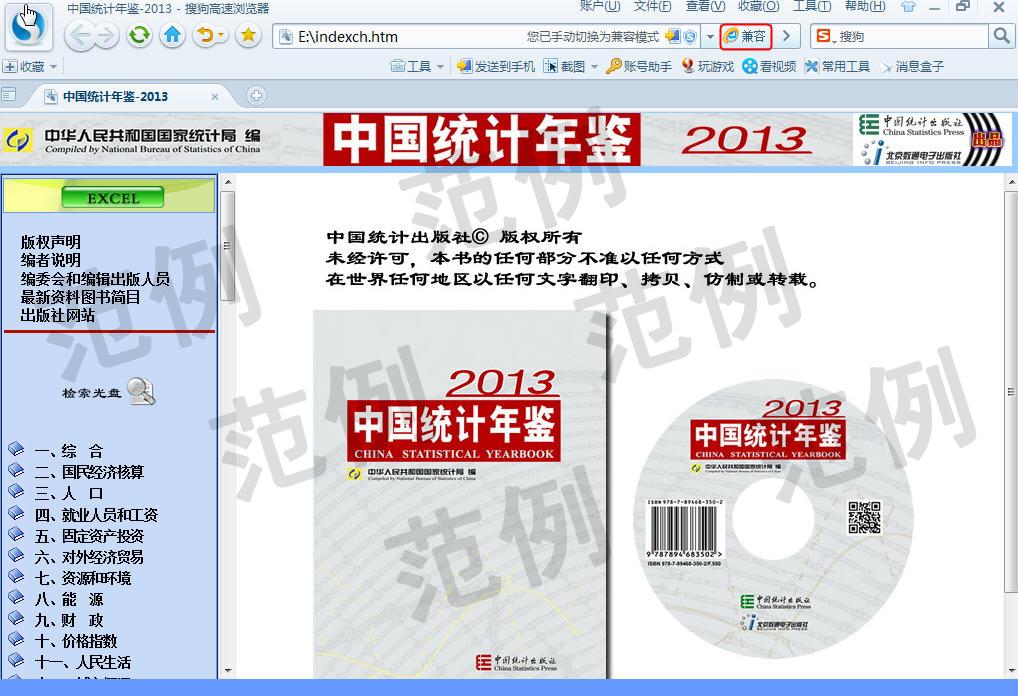 中国统计年鉴-2013 - 搜狗高速浏览器
账户(U) 文件(F) 查看(V) 收藏(O) 工具(T) 帮助(H)
E:\indexch.htm
您已手动切换为兼容模式
兼容
搜狗
收藏
工具 发送到手机 截图 账号助手 玩游戏 看视频 常用工具 消息盒子
中国统计年鉴-2013
中华人民共和国国家统计局 编
Compiled by National Bureau of Statistics of China
中国统计年鉴 2013
中国统计出版社
China Statistics Press
北京数通电子出版社
BEIJING INFO PRESS
出品
EXCEL
版权声明
编者说明
编委会和编辑出版人员
最新资料图书简目
出版社网站
检索光盘
一、综 合
二、国民经济核算
三、人 口
四、就业人员和工资
五、固定资产投资
六、对外经济贸易
七、资源和环境
八、能 源
九、财 政
十、价格指数
十一、人民生活
中国统计出版社© 版权所有
未经许可，本书的任何部分不准以任何方式
在世界任何地区以任何文字翻印、拷贝、仿制或转载。
2013
中国统计年鉴
CHINA STATISTICAL YEARBOOK
中华人民共和国国家统计局 编
Compiled by National Bureau of Statistics of China
中国统计出版社
China Statistics Press
2013
中国统计年鉴
CHINA STATISTICAL YEARBOOK
中华人民共和国国家统计局 编
Compiled by National Bureau of Statistics of China
ISBN 978-7-89468-350-2
9 787894 683502 >
ISBN 978-7-89468-350-2/F.550
中国统计出版社
China Statistics Press
北京数通电子出版社
BEIJING INFO PRESS
范例
范例
范例
范例
范例
范例